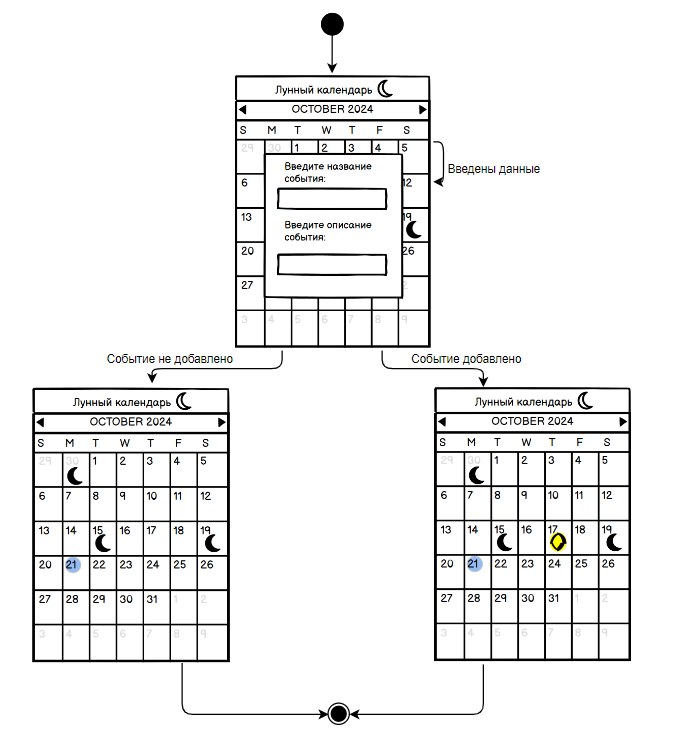 Лунный календарь
OCTOBER 2024
S M T W T F S
29 30 1 2 3 4 5
Введите название
события:
Введены данные
6 12
13 19
Введите описание
события:
20 26
27 2
3 4 5 6 7 8 9
Событие не добавлено
Событие добавлено
Лунный календарь
OCTOBER 2024
S M T W T F S
29 30 1 2 3 4 5
6 7 8 9 10 11 12
13 14 15 16 17 18 19
20 21 22 23 24 25 26
27 28 29 30 31 1 2
3 4 5 6 7 8 9
Лунный календарь
OCTOBER 2024
S M T W T F S
29 30 1 2 3 4 5
6 7 8 9 10 11 12
13 14 15 16 17 18 19
20 21 22 23 24 25 26
27 28 29 30 31 1 2
3 4 5 6 7 8 9